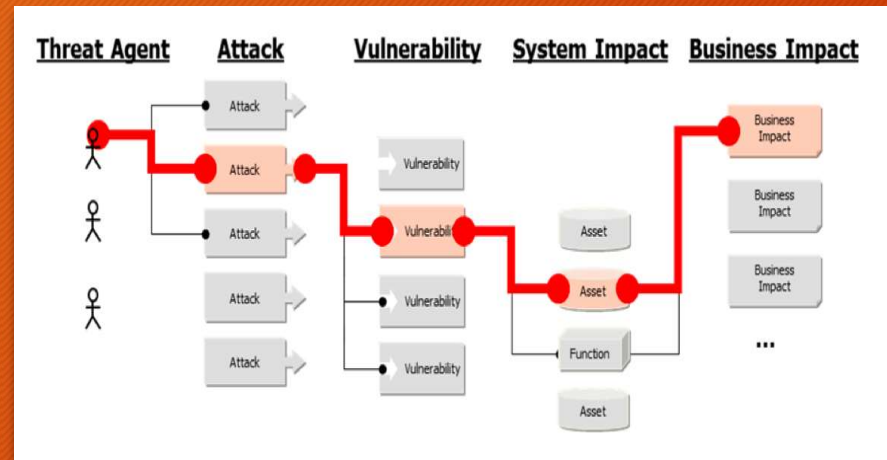 Threat Agent
Attack
Vulnerability
System Impact
Business Impact
Attack
Attack
Attack
Attack
Attack
Vulnerability
Vulnerability
Vulnerability
Vulnerability
Asset
Asset
Function
Asset
Business
Impact
Business
Impact
Business
Impact
...